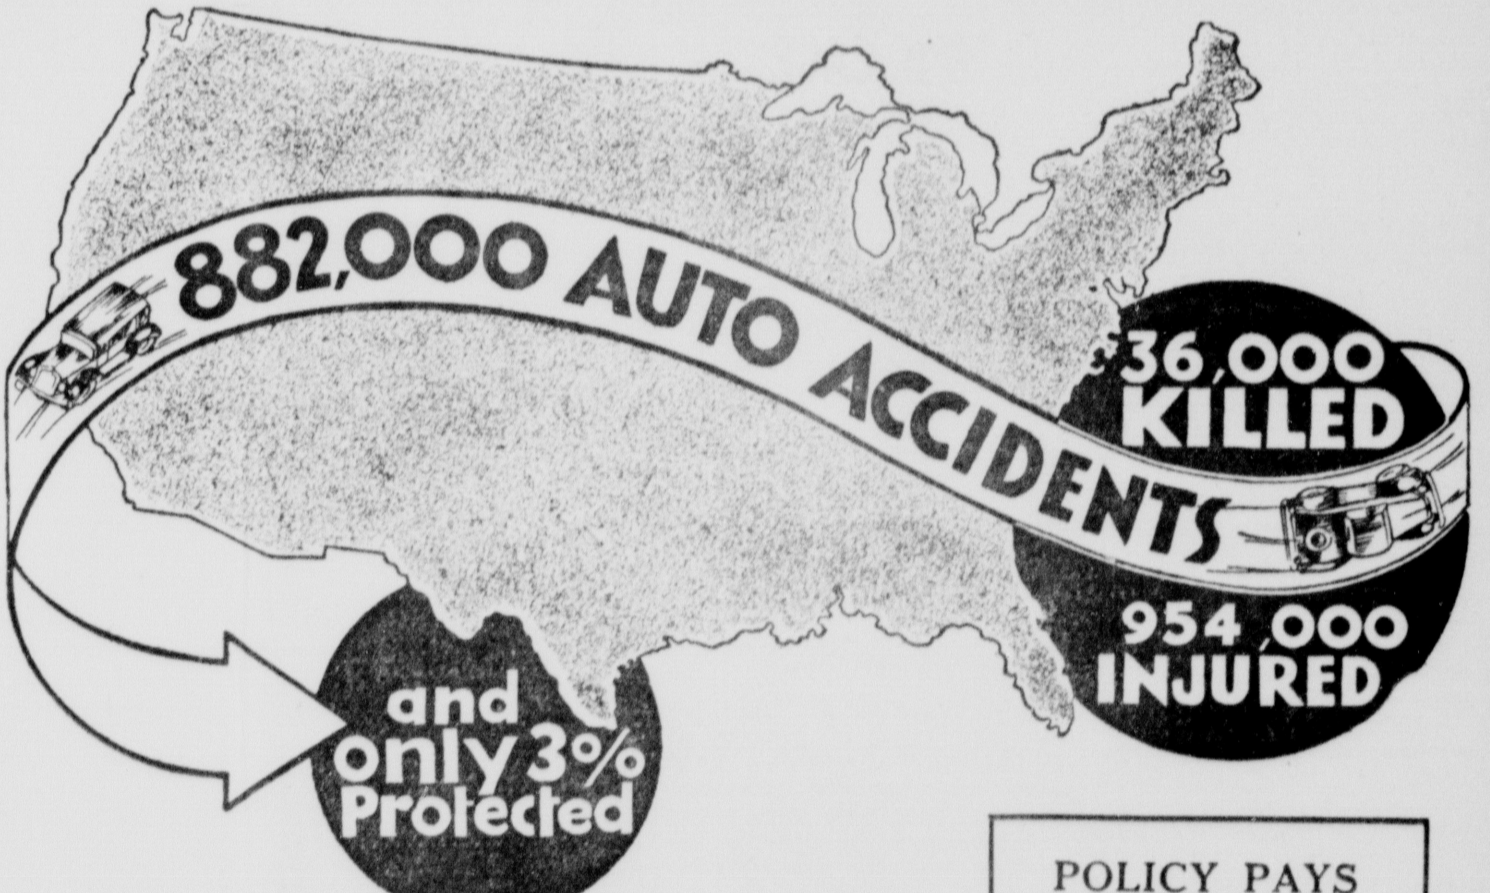 882,000 AUTO ACCIDENTS
36,000
KILLED
954,000
INJURED
and
only 3%
Protected
POLICY PAYS